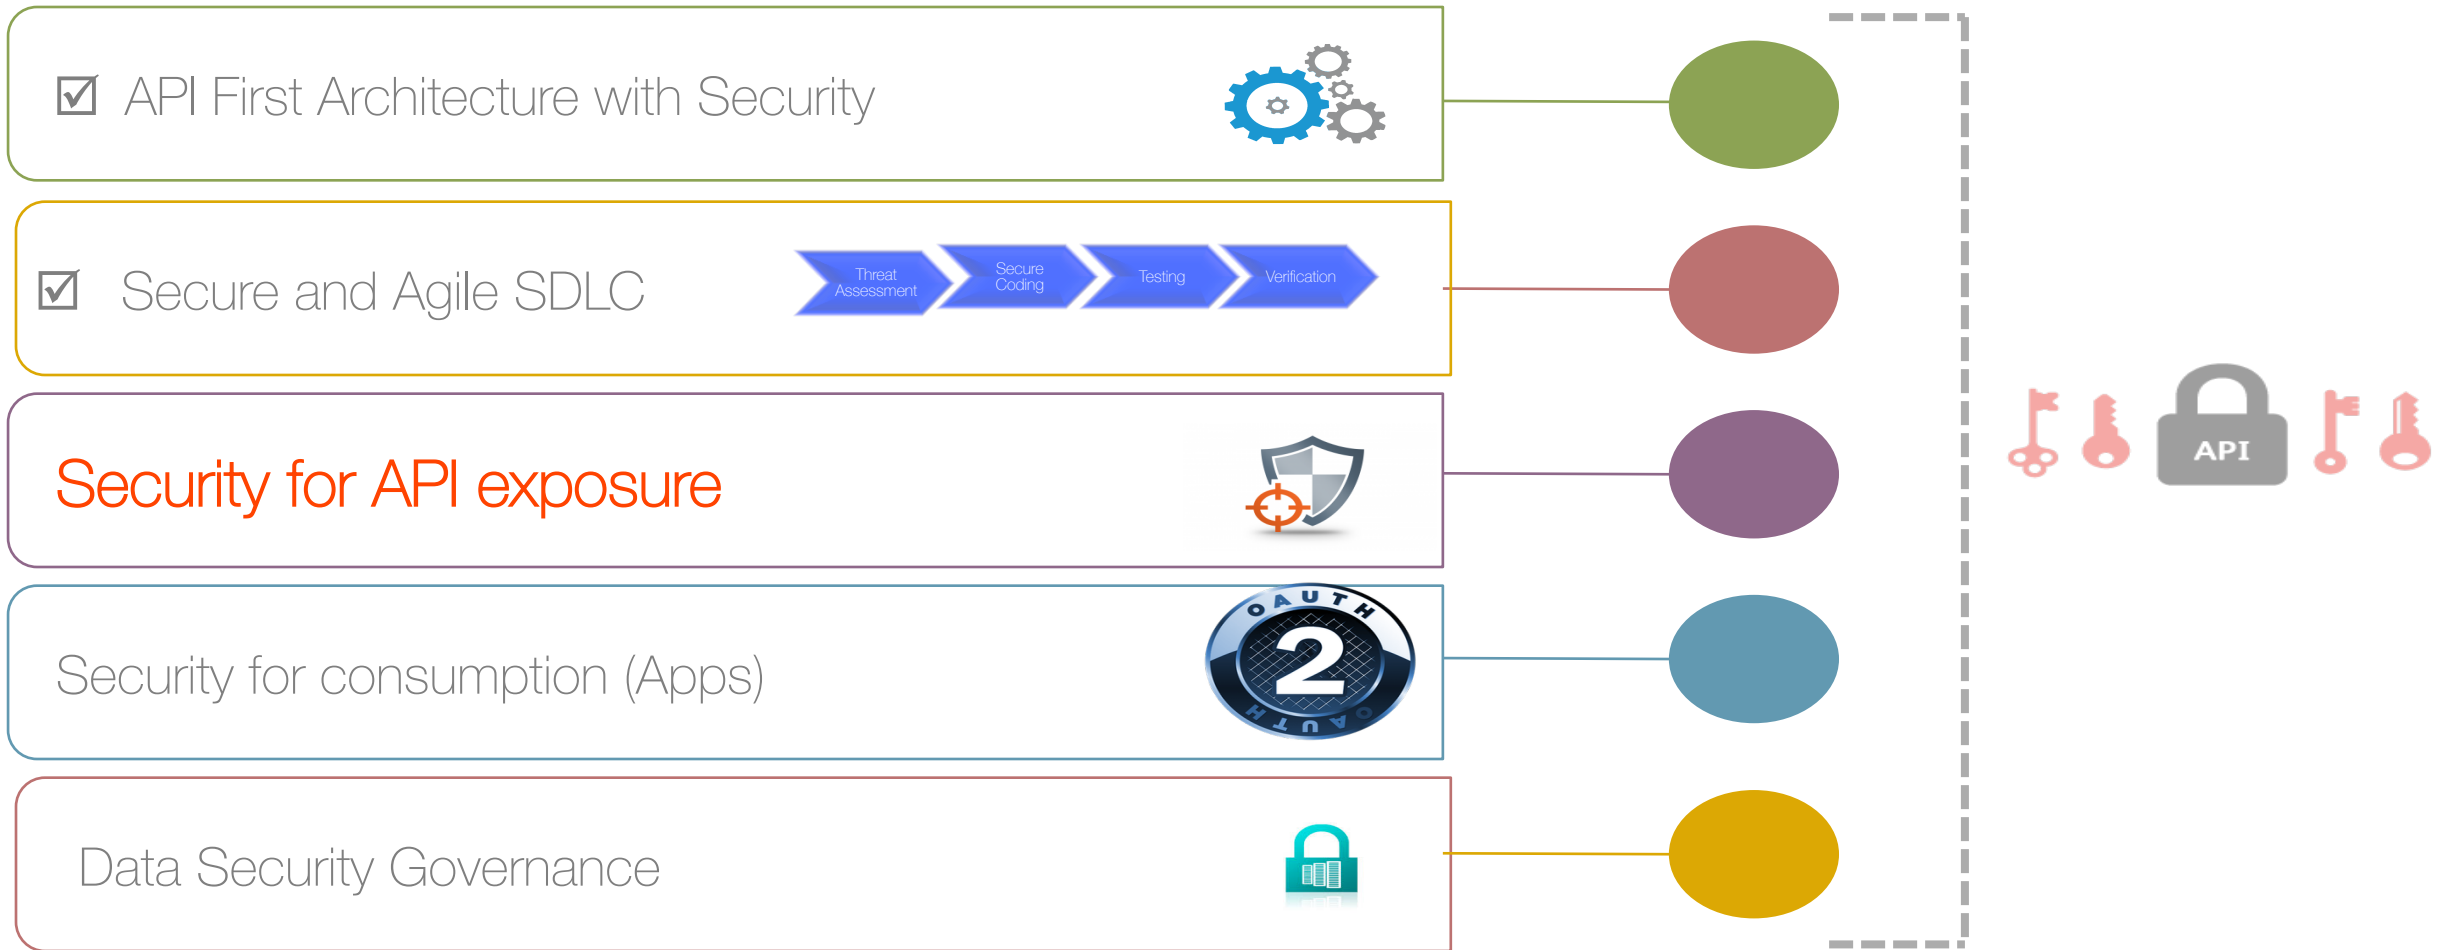 API First Architecture with Security
Secure and Agile SDLC
Threat
Assessment
Secure
Coding
Testing
Verification
Security for API exposure
API
Security for consumption (Apps)
OAUTH
2
OAUTH
Data Security Governance